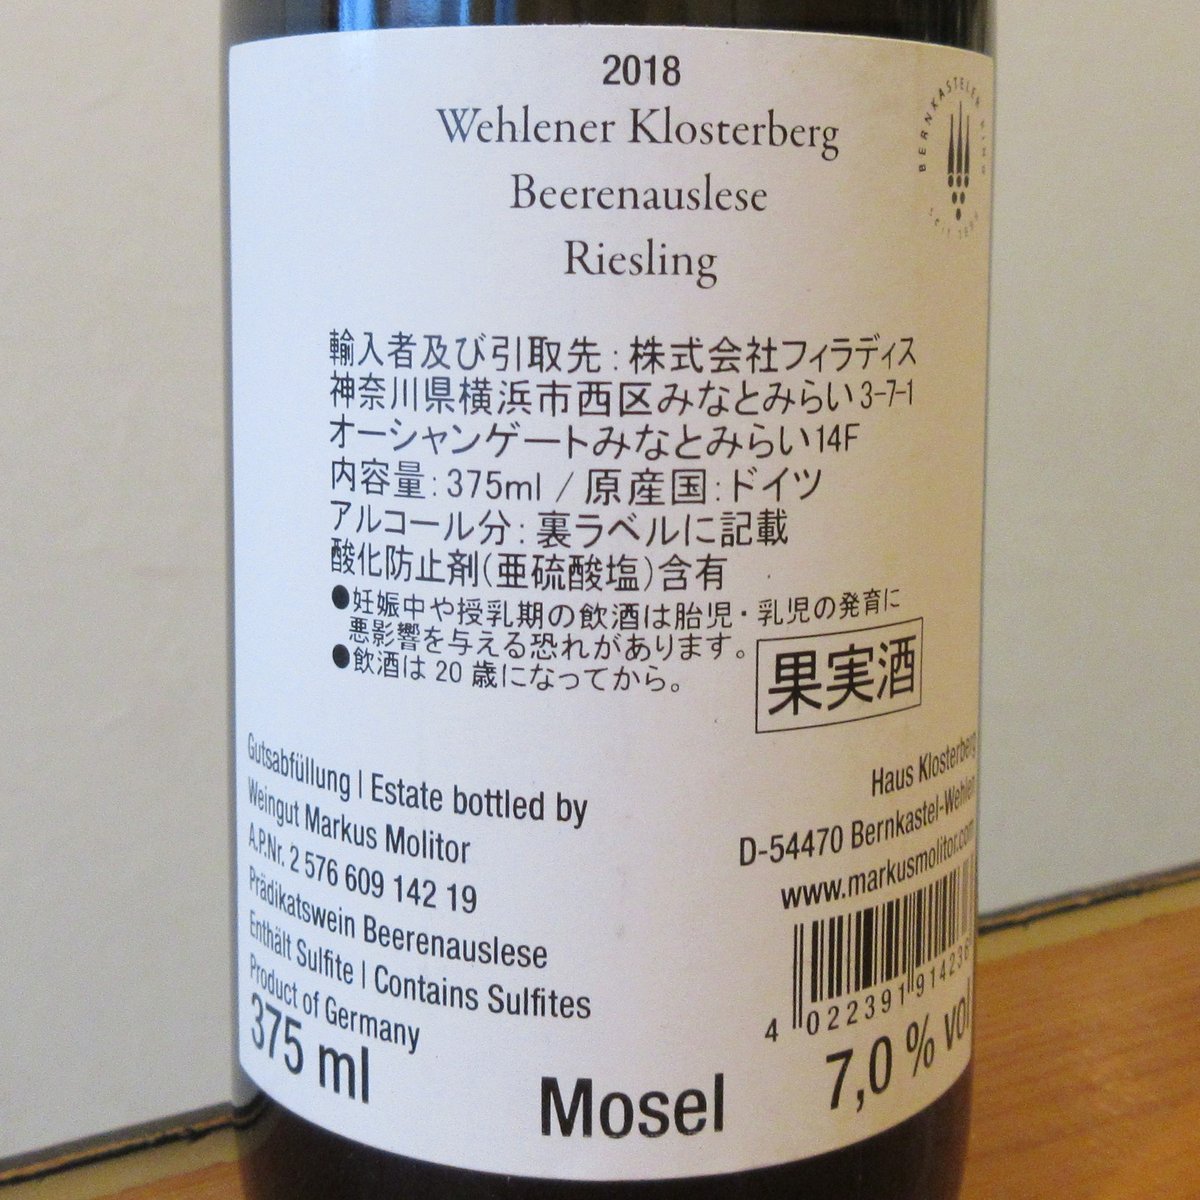 2018
Wehlener Klosterberg
Beerenauslese
Riesling
BERNKASTELER RING
輸入者及び引取先:株式会社フィラディス
神奈川県横浜市西区みなとみらい3-7-1
オーシャンゲートみなとみらい14F
内容量:375ml / 原産国:ドイツ
アルコール分:裏ラベルに記載
酸化防止剤(亜硫酸塩)含有
●妊娠中や授乳期の飲酒は胎児・乳児の発育に
悪影響を与える恐れがあります。
●飲酒は20歳になってから。
果実酒
Gutsabfüllung | Estate bottled by
Weingut Markus Molitor
A.P.Nr. 2 576 609 142 19
Prädikatswein Beerenauslese
Enthält Sulfite | Contains Sulfites
Product of Germany
375 ml
Haus Klosterberg
D-54470 Bernkastel-Wehlen
www.markusmolitor.com
4 022391 914236
Mosel
7,0 % vol